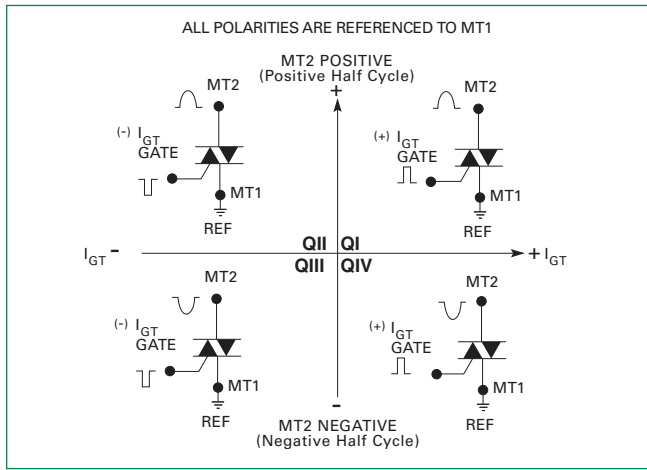 ALL POLARITIES ARE REFERENCED TO MT1
MT2 POSITIVE
(Positive Half Cycle)
+
MT2
(-) IGT
GATE
MT1
REF
MT2
(+) IGT
GATE
MT1
REF
IGT -
QII QI
QIII QIV
+ IGT
MT2
(-) IGT
GATE
MT1
REF
MT2
(+) IGT
GATE
MT1
REF
-
MT2 NEGATIVE
(Negative Half Cycle)